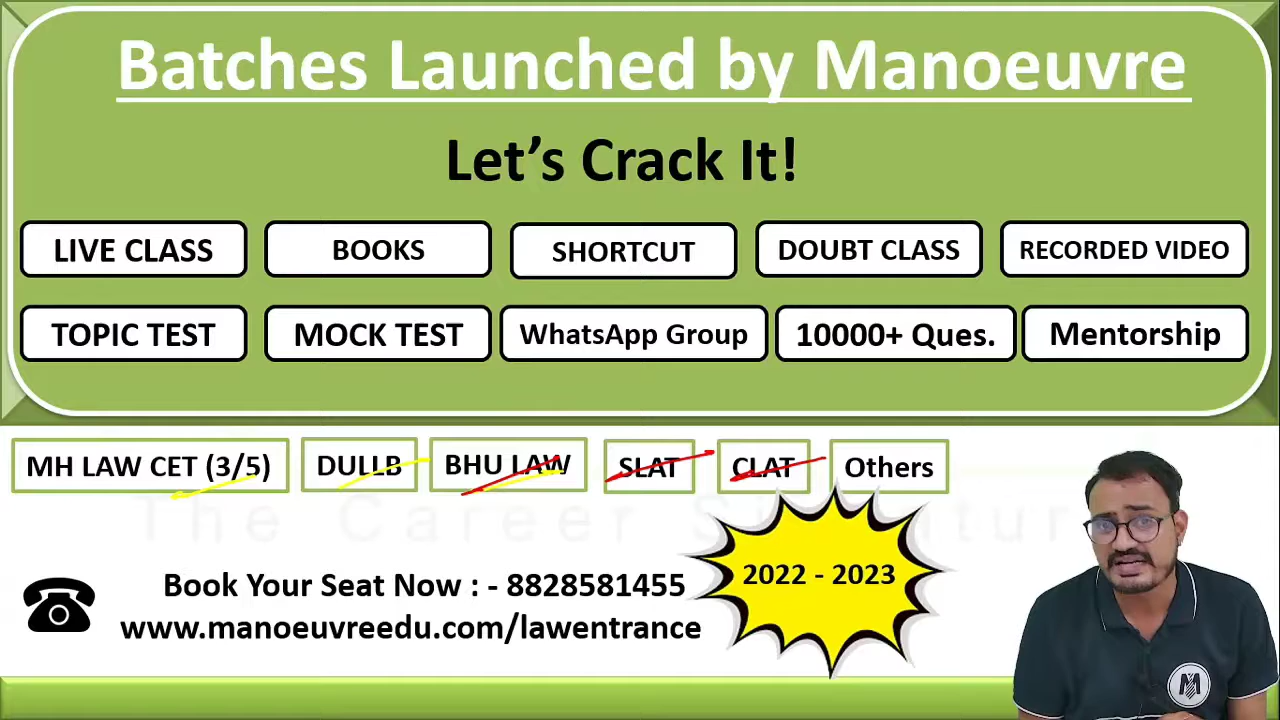 Batches Launched by Manoeuvre
Let's Crack It!
LIVE CLASS BOOKS SHORTCUT DOUBT CLASS RECORDED VIDEO
TOPIC TEST MOCK TEST WhatsApp Group 10000+ Ques. Mentorship
MH LAW CET (3/5) DULLB BHU LAW SLAT CLAT Others
The Career S
2022 - 2023
Book Your Seat Now : - 8828581455
www.manoeuvreedu.com/lawentrance
M